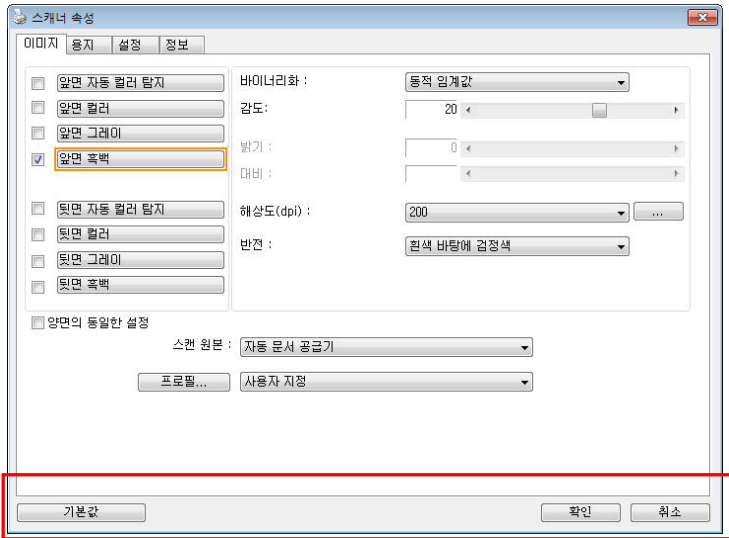 스캐너 속성
이미지 용지 설정 정보
앞면 자동 컬러 탐지
앞면 컬러
앞면 그레이
앞면 흑백
뒷면 자동 컬러 탐지
뒷면 컬러
뒷면 그레이
뒷면 흑백
바이너리화 : 동적 임계값
감도: 20
밝기 : 0
대비 :
해상도(dpi) : 200 ...
반전 : 흰색 바탕에 검정색
양면의 동일한 설정
스캔 원본 : 자동 문서 공급기
프로필... 사용자 지정
기본값 확인 취소